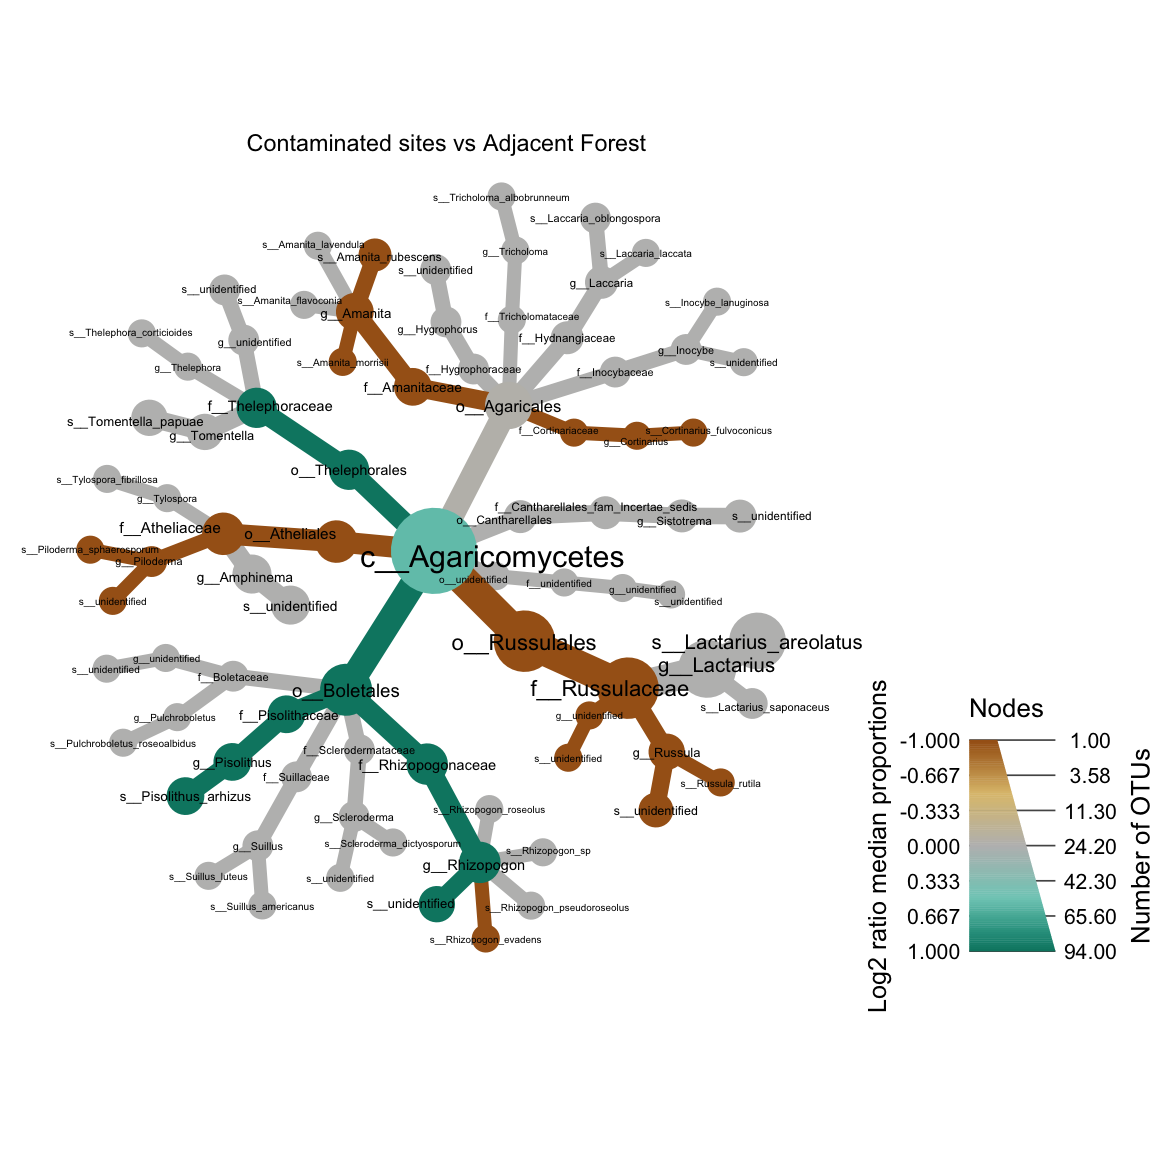 Contaminated sites vs Adjacent Forest
s__Tricholoma_albobrunneum
s__Laccaria_oblongospora
s__Amanita_lavendula
s__Amanita_rubescens
g__Tricholoma
s__Laccaria_laccata
s__unidentified
s__unidentified
g__Laccaria
s__Amanita_flavoconia
s__Inocybe_lanuginosa
g__Amanita
f__Tricholomataceae
s__Thelephora_corticioides
g__Hygrophorus
f__Hydnangiaceae
g__unidentified
g__Inocybe
s__Amanita_morrisii
s__unidentified
g__Thelephora
f__Hygrophoraceae
f__Inocybaceae
f__Amanitaceae
f__Thelephoraceae
o__Agaricales
s__Tomentella_papuae
f__Cortinariaceae
s__Cortinarius_fulvoconicus
g__Tomentella
g__Cortinarius
o__Thelephorales
s__Tylospora_fibrillosa
g__Tylospora
f__Cantharellales_fam_Incertae_sedis
s__unidentified
o__Cantharellales
g__Sistotrema
f__Atheliaceae
o__Atheliales
s__Piloderma_sphaerosporum
g__Piloderma
c__Agaricomycetes
g__Amphinema
o__unidentified
f__unidentified
g__unidentified
s__unidentified
s__unidentified
s__unidentified
o__Russulales
s__Lactarius_areolatus
g__unidentified
g__Lactarius
s__unidentified
f__Boletaceae
o__Boletales
f__Russulaceae
s__Lactarius_saponaceus
g__Pulchroboletus
f__Pisolithaceae
g__unidentified
s__Pulchroboletus_roseoalbidus
f__Sclerodermataceae
g__Russula
s__unidentified
g__Pisolithus
f__Rhizopogonaceae
f__Suillaceae
s__Russula_rutila
s__Pisolithus_arhizus
s__Rhizopogon_roseolus
s__unidentified
g__Scleroderma
s__Scleroderma_dictyosporum
g__Suillus
s__Rhizopogon_sp
g__Rhizopogon
s__Suillus_luteus
s__unidentified
s__unidentified
s__Suillus_americanus
s__Rhizopogon_pseudoroseolus
s__Rhizopogon_evadens
Nodes
Log2 ratio median proportions
Number of OTUs
-1.000 1.00
-0.667 3.58
-0.333 11.30
0.000 24.20
0.333 42.30
0.667 65.60
1.000 94.00